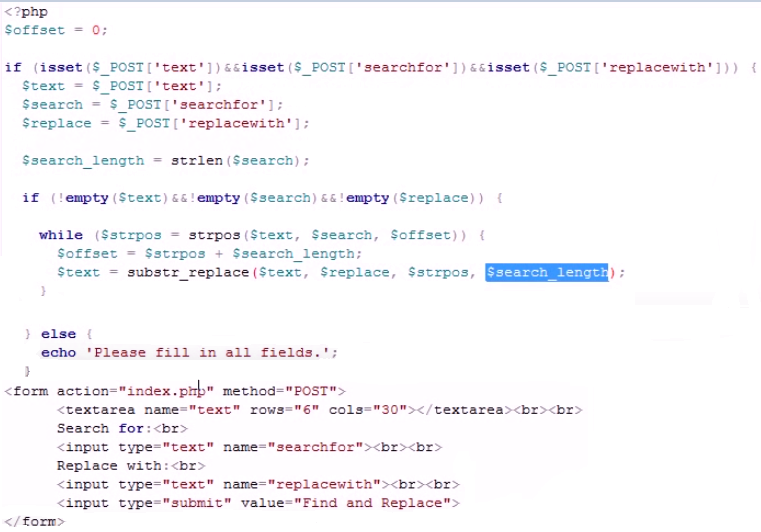 <?php
$offset = 0;
if (isset($_POST['text'])&&isset($_POST['searchfor'])&&isset($_POST['replacewith'])) {
$text = $_POST['text'];
$search = $_POST['searchfor'];
$replace = $_POST['replacewith'];
$search_length = strlen($search);
if (!empty($text)&&!empty($search)&&!empty($replace)) {
while ($strpos = strpos($text, $search, $offset)) {
$offset = $strpos + $search_length;
$text = substr_replace($text, $replace, $strpos, $search_length);
}
} else {
echo 'Please fill in all fields.';
}
<form action="index.php" method="POST">
<textarea name="text" rows="6" cols="30"></textarea><br><br>
Search for:<br>
<input type="text" name="searchfor"><br><br>
Replace with:<br>
<input type="text" name="replacewith"><br><br>
<input type="submit" value="Find and Replace">
</form>